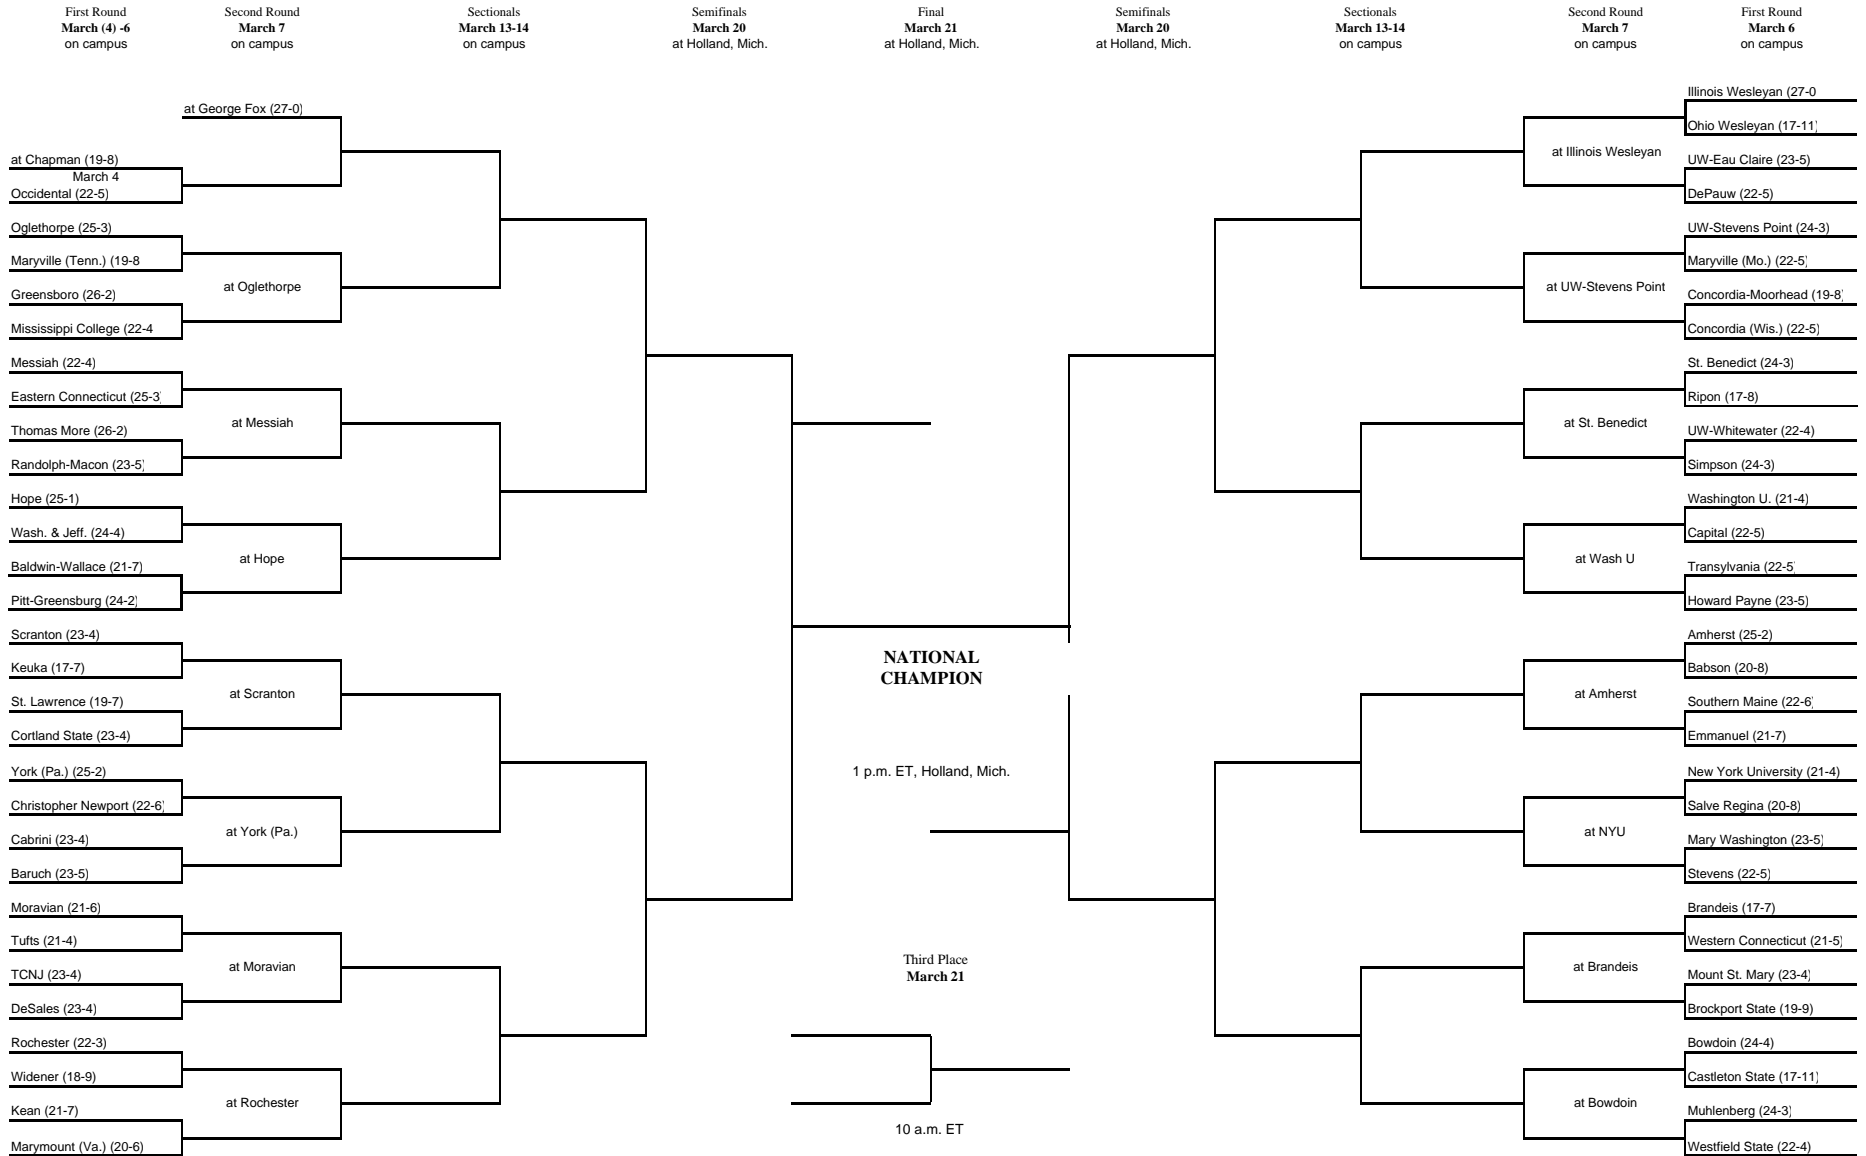 First Round
March (4) -6
on campus
Second Round
March 7
on campus
Sectionals
March 13-14
on campus
Semifinals
March 20
at Holland, Mich.
Final
March 21
at Holland, Mich.
Semifinals
March 20
at Holland, Mich.
Sectionals
March 13-14
on campus
Second Round
March 7
on campus
First Round
March 6
on campus
at George Fox (27-0)
at Chapman (19-8)
March 4
Occidental (22-5)
Oglethorpe (25-3)
Maryville (Tenn.) (19-8
at Oglethorpe
Greensboro (26-2)
Mississippi College (22-4
Messiah (22-4)
Eastern Connecticut (25-3)
at Messiah
Thomas More (26-2)
Randolph-Macon (23-5)
Hope (25-1)
Wash. & Jeff. (24-4)
at Hope
Baldwin-Wallace (21-7)
Pitt-Greensburg (24-2)
Scranton (23-4)
Keuka (17-7)
at Scranton
St. Lawrence (19-7)
Cortland State (23-4)
York (Pa.) (25-2)
Christopher Newport (22-6)
at York (Pa.)
Cabrini (23-4)
Baruch (23-5)
Moravian (21-6)
Tufts (21-4)
at Moravian
TCNJ (23-4)
DeSales (23-4)
Rochester (22-3)
Widener (18-9)
at Rochester
Kean (21-7)
Marymount (Va.) (20-6)
NATIONAL
CHAMPION
1 p.m. ET, Holland, Mich.
Third Place
March 21
10 a.m. ET
Illinois Wesleyan (27-0
Ohio Wesleyan (17-11)
at Illinois Wesleyan
UW-Eau Claire (23-5)
DePauw (22-5)
UW-Stevens Point (24-3)
Maryville (Mo.) (22-5)
at UW-Stevens Point
Concordia-Moorhead (19-8)
Concordia (Wis.) (22-5)
St. Benedict (24-3)
Ripon (17-8)
at St. Benedict
UW-Whitewater (22-4)
Simpson (24-3)
Washington U. (21-4)
Capital (22-5)
at Wash U
Transylvania (22-5)
Howard Payne (23-5)
Amherst (25-2)
Babson (20-8)
at Amherst
Southern Maine (22-6)
Emmanuel (21-7)
New York University (21-4)
Salve Regina (20-8)
at NYU
Mary Washington (23-5)
Stevens (22-5)
Brandeis (17-7)
Western Connecticut (21-5)
at Brandeis
Mount St. Mary (23-4)
Brockport State (19-9)
Bowdoin (24-4)
Castleton State (17-11)
at Bowdoin
Muhlenberg (24-3)
Westfield State (22-4)